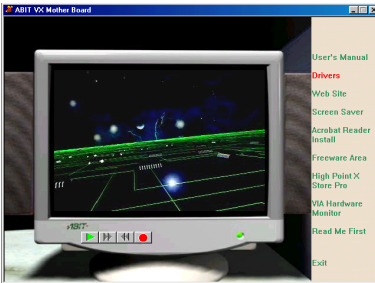 ABIT VX Mother Board
User's Manual
Drivers
Web Site
Screen Saver
Acrobat Reader
Install
Freeware Area
High Point X
Store Pro
VIA Hardware
Monitor
Read Me First
Exit
ABIT